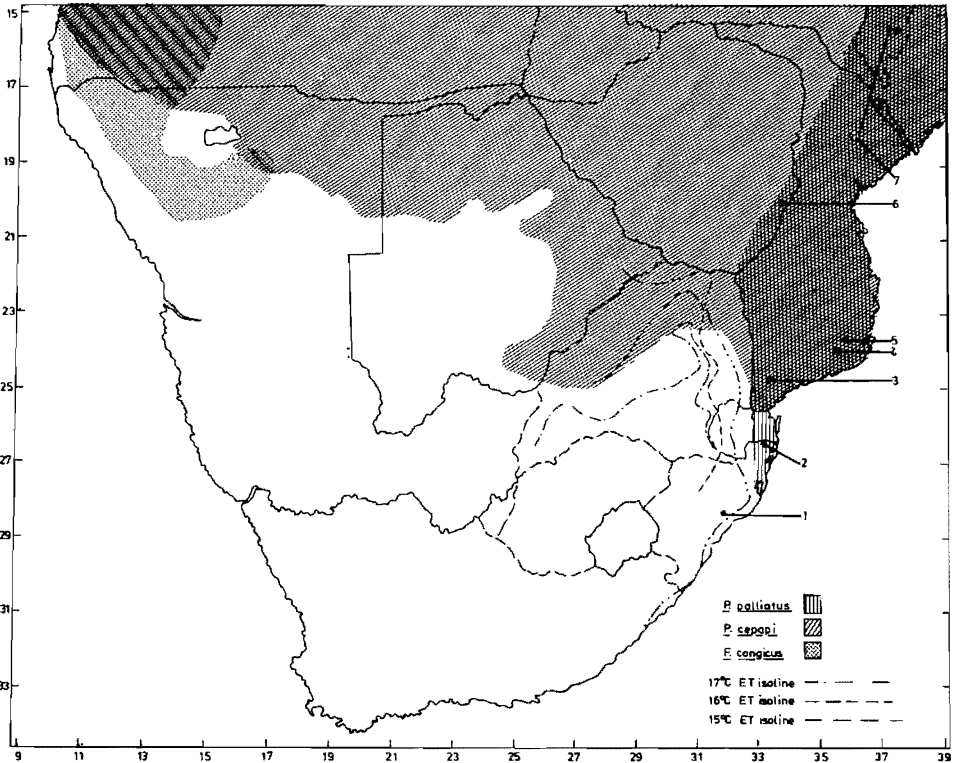 15
17
19
21
23
25
27
29
31
33
7
6
5
4
3
2
1
P. palliatus
P. cepapi
F. congicus
17°C ET isoline
16°C ET isoline
15°C ET isoline
9 11 13 15 17 19 21 23 25 27 29 31 33 35 37 39